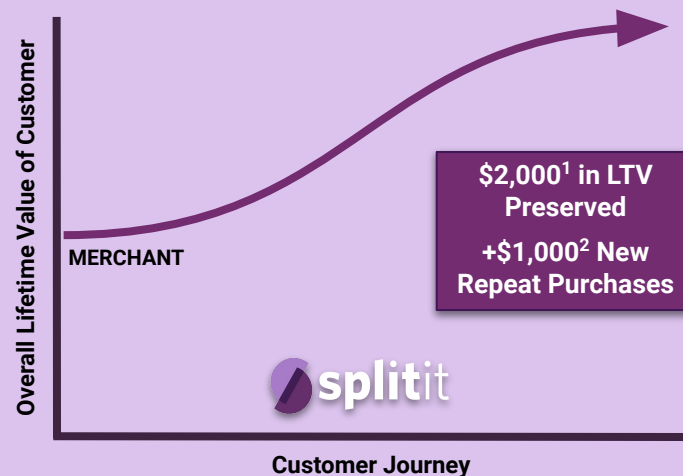 Overall Lifetime Value of Customer
MERCHANT
$2,000¹ in LTV
Preserved
+$1,000² New
Repeat Purchases
splitit
Customer Journey